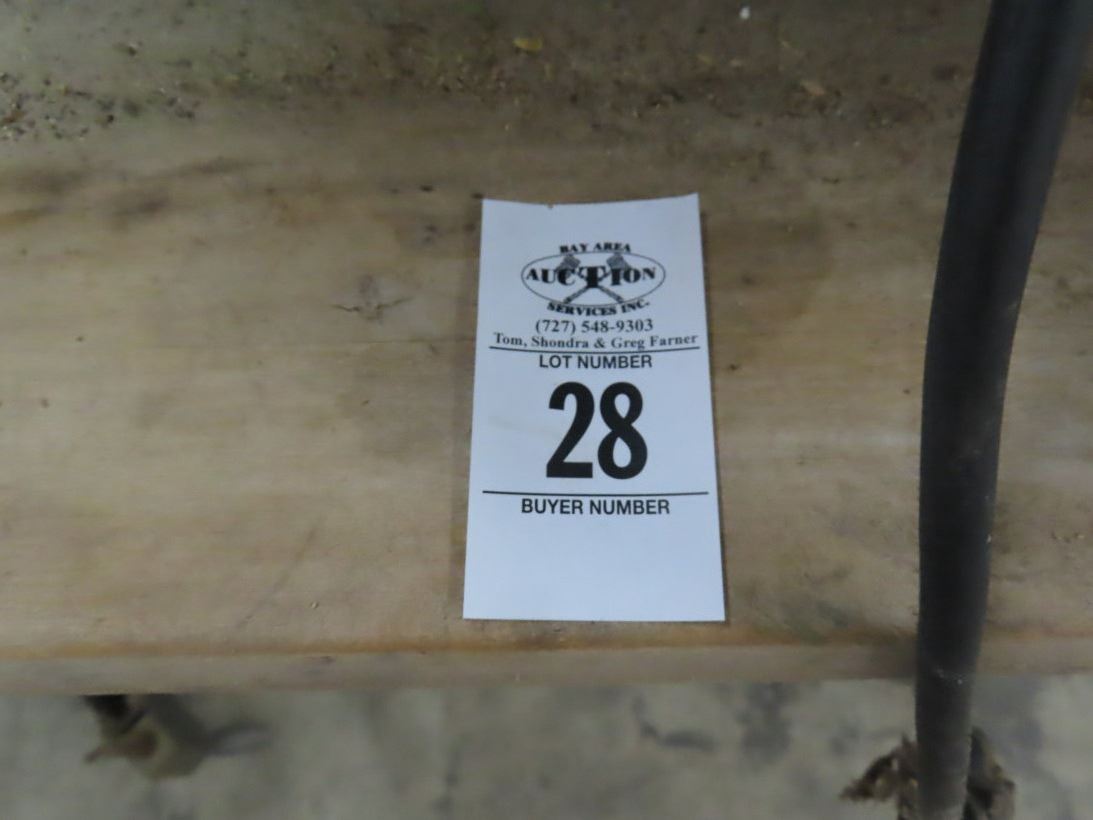 BAY AREA
AUCTION
SERVICES INC.
(727) 548-9303
Tom, Shondra & Greg Farner
LOT NUMBER
28
BUYER NUMBER